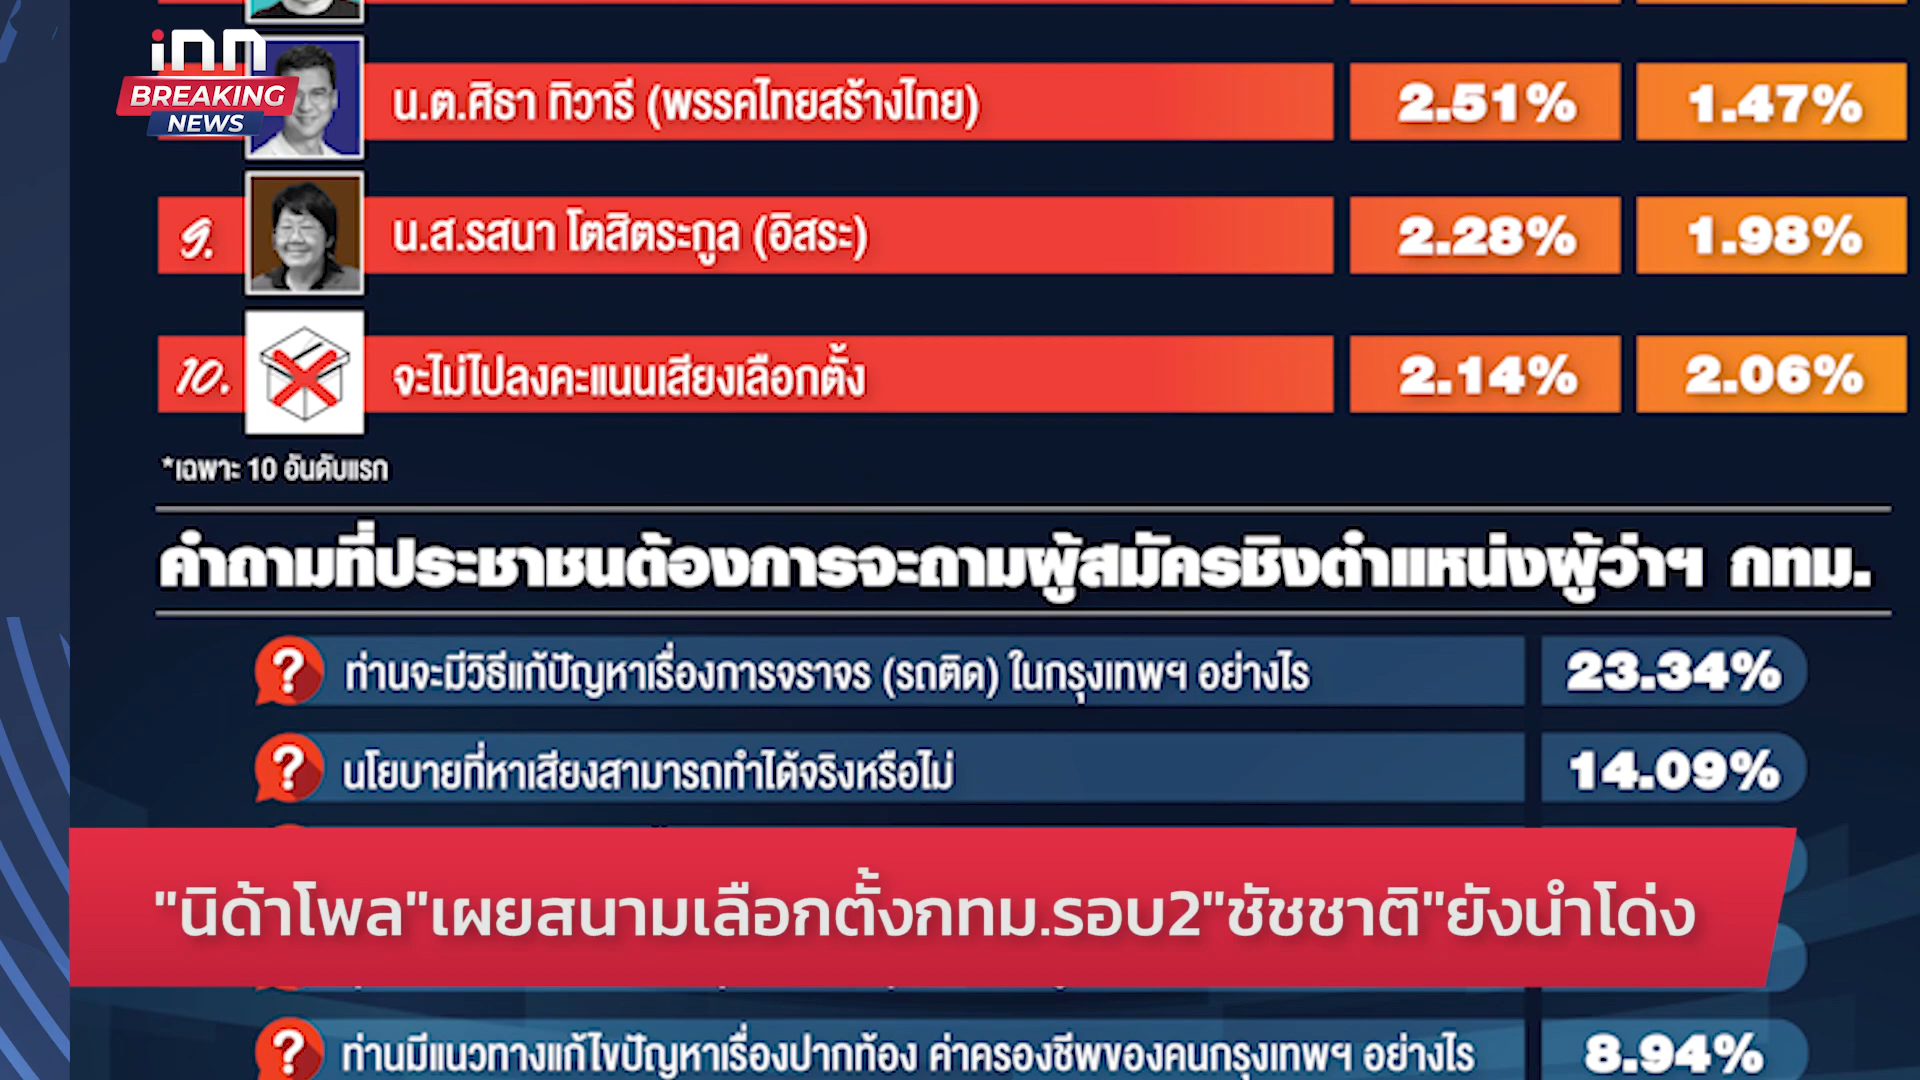 inn
BREAKING
NEWS
น.ต.ศิธา ทิวารี (พรรคไทยสร้างไทย) 2.51% 1.47%
9. น.ส.รสนา โตสิตระกูล (อิสระ) 2.28% 1.98%
10. จะไม่ไปลงคะแนนเสียงเลือกตั้ง 2.14% 2.06%
*เฉพาะ 10 อันดับแรก
คำถามที่ประชาชนต้องการจะถามผู้สมัครชิงตำแหน่งผู้ว่าฯ กทม.
? ท่านจะมีวิธีแก้ปัญหาเรื่องการจราจร (รถติด) ในกรุงเทพฯ อย่างไร 23.34%
? นโยบายที่หาเสียงสามารถทำได้จริงหรือไม่ 14.09%
"นิด้าโพล"เผยสนามเลือกตั้งกทม.รอบ2"ชัชชาติ"ยังนำโด่ง
? ท่านมีแนวทางแก้ไขปัญหาเรื่องปากท้อง ค่าครองชีพของคนกรุงเทพฯ อย่างไร 8.94%